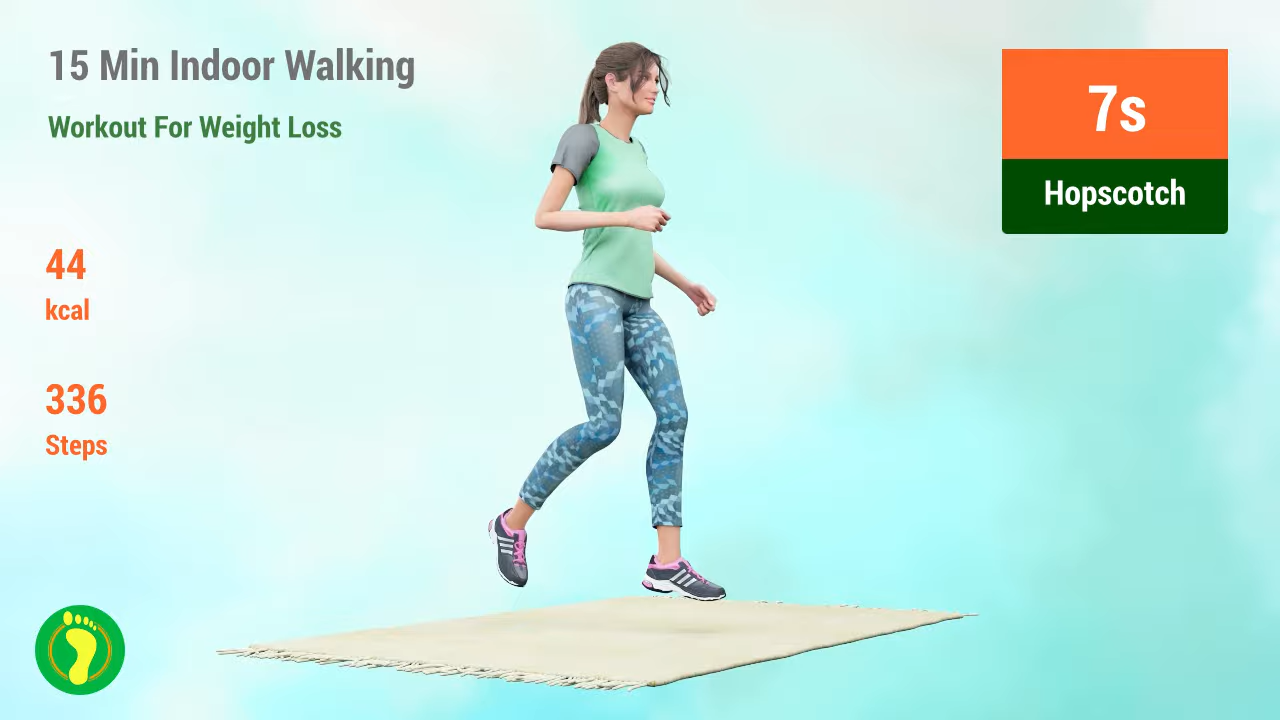 15 Min Indoor Walking
Workout For Weight Loss
7s
Hopscotch
44
kcal
336
Steps